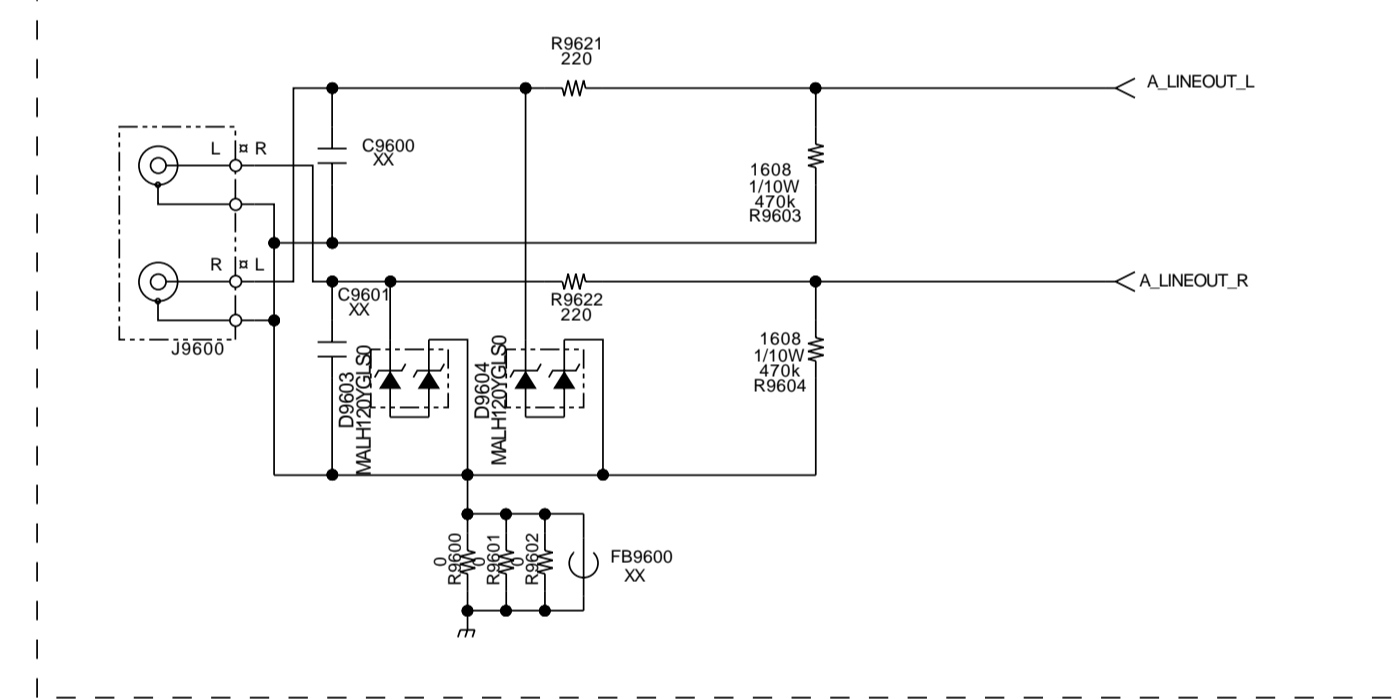 R9621
220
A_LINEOUT_L
L ¤ R
C9600
XX
1608
1/10W
470k
R9603
R ¤ L
A_LINEOUT_R
C9601
XX
R9622
220
J9600
1608
1/10W
470k
R9604
D9603
MALH120YGLS0
D9604
MALH120YGLS0
0
R9600
0
R9601
0
R9602
FB9600
XX